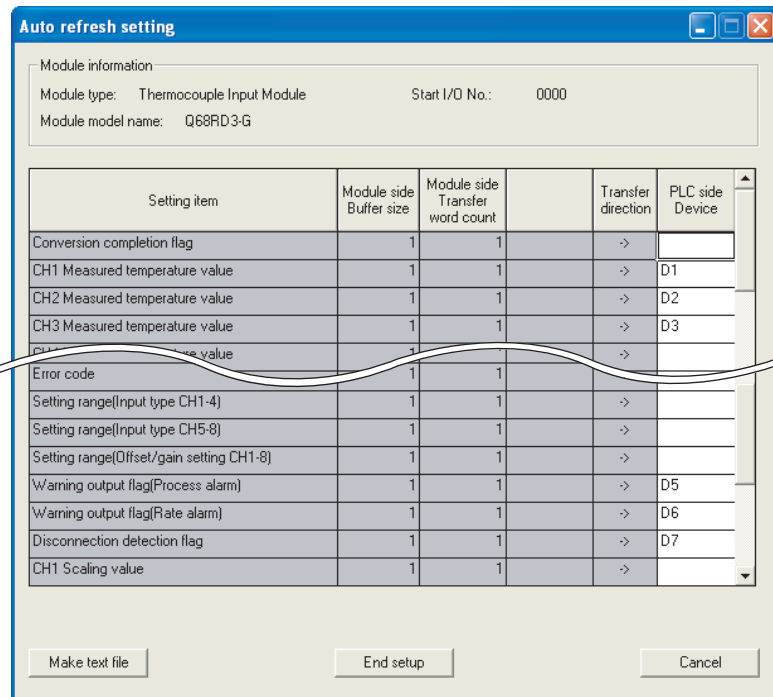 Auto refresh setting
Module information
Module type: Thermocouple Input Module Start I/O No.: 0000
Module model name: Q68RD3-G
Setting item Module side Buffer size Module side Transfer word count Transfer direction PLC side Device
Conversion completion flag 1 1 ->
CH1 Measured temperature value 1 1 -> D1
CH2 Measured temperature value 1 1 -> D2
CH3 Measured temperature value 1 1 -> D3
value 1 ->
Error code 1 1
Setting range(Input type CH1-4) 1 1 ->
Setting range(Input type CH5-8) 1 1 ->
Setting range(Offset/gain setting CH1-8) 1 1 ->
Warning output flag(Process alarm) 1 1 -> D5
Warning output flag(Rate alarm) 1 1 -> D6
Disconnection detection flag 1 1 -> D7
CH1 Scaling value 1 1 ->
Make text file End setup Cancel